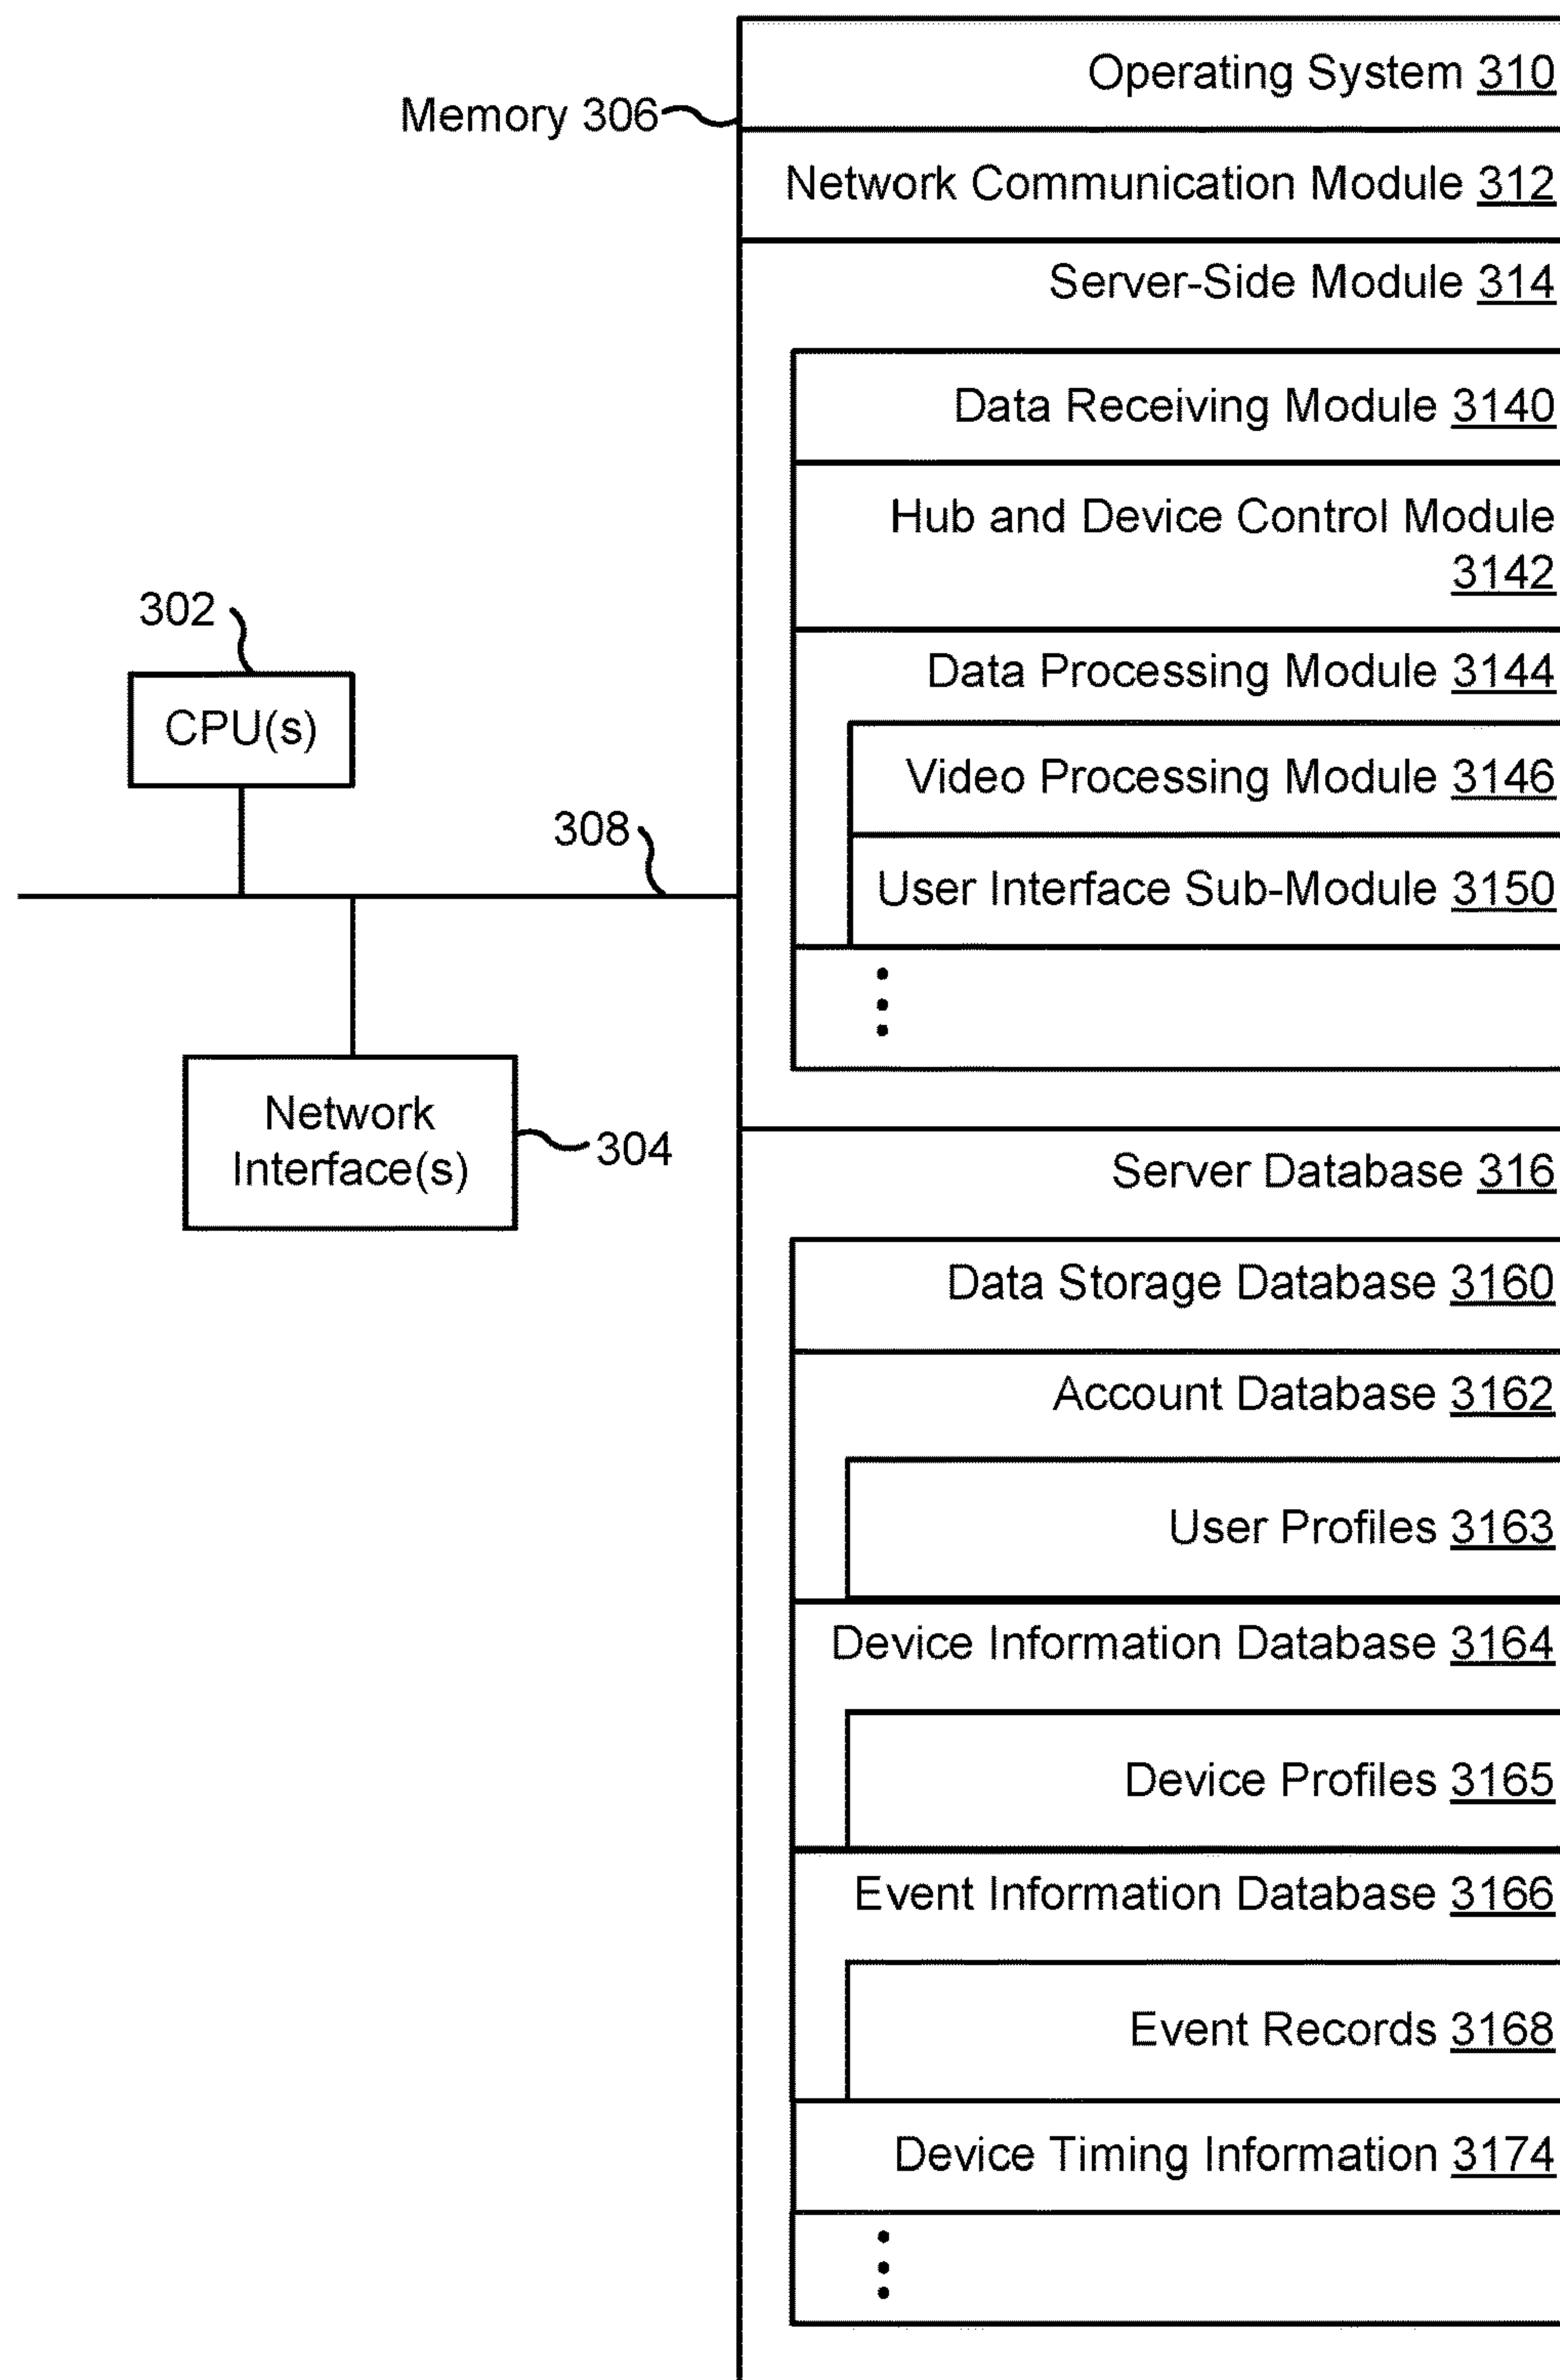 Operating System 310
Memory 306
Network Communication Module 312
Server-Side Module 314
Data Receiving Module 3140
Hub and Device Control Module
3142
302
Data Processing Module 3144
CPU(s)
Video Processing Module 3146
308
User Interface Sub-Module 3150
Network
Interface(s)
304
Server Database 316
Data Storage Database 3160
Account Database 3162
User Profiles 3163
Device Information Database 3164
Device Profiles 3165
Event Information Database 3166
Event Records 3168
Device Timing Information 3174